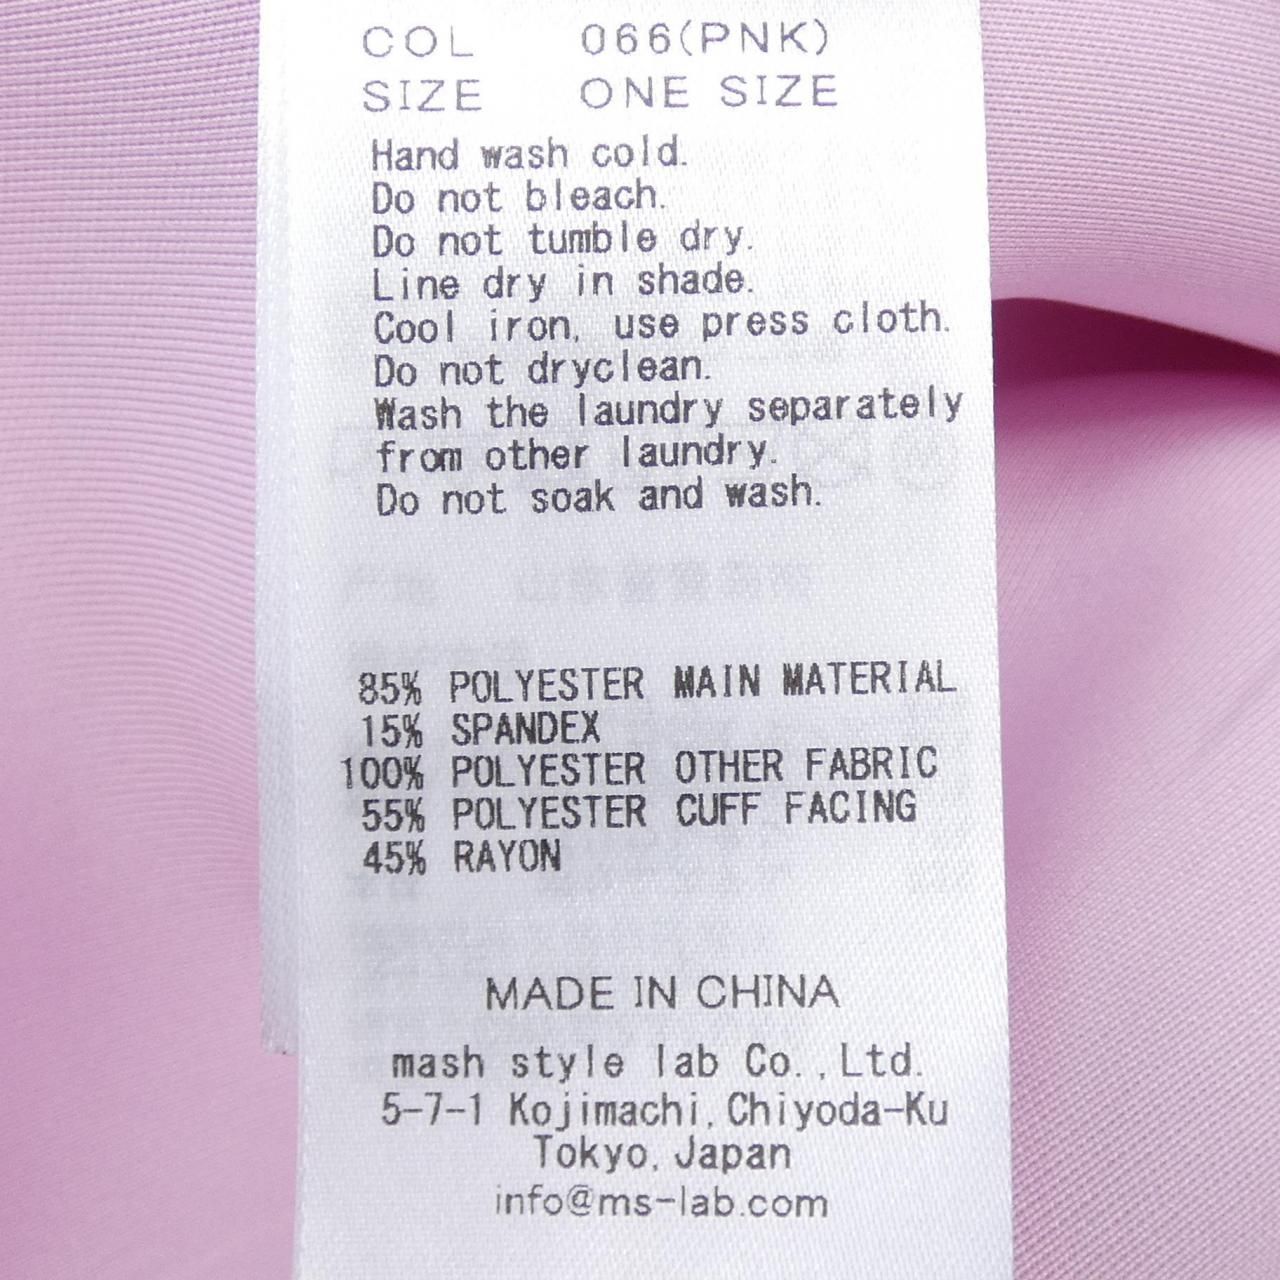 COL 066(PNK)
SIZE ONE SIZE
Hand wash cold.
Do not bleach.
Do not tumble dry.
Line dry in shade.
Cool iron, use press cloth.
Do not dryclean.
Wash the laundry separately
from other laundry.
Do not soak and wash.
85% POLYESTER MAIN MATERIAL
15% SPANDEX
100% POLYESTER OTHER FABRIC
55% POLYESTER CUFF FACING
45% RAYON
MADE IN CHINA
mash style lab Co.,Ltd.
5-7-1 Kojimachi,Chiyoda-Ku
Tokyo,Japan
info@ms-lab.com